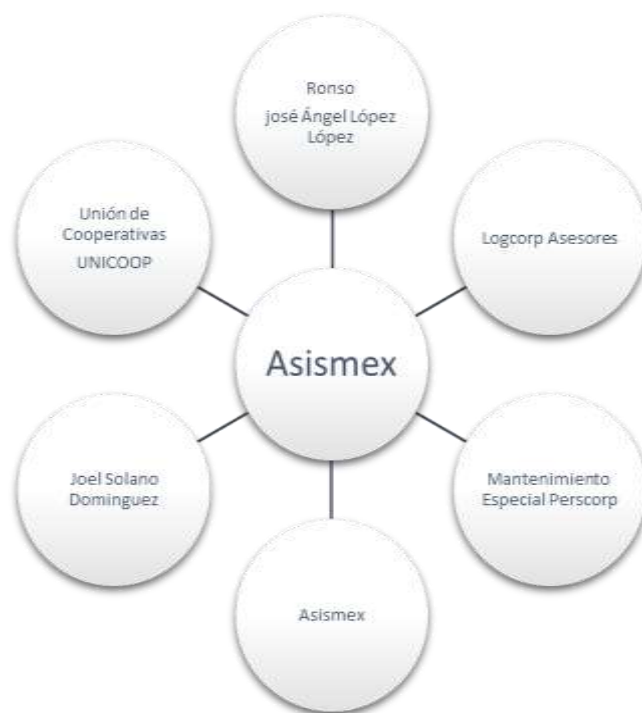 Ronso
josé Ángel López
López
Unión de
Cooperativas
UNICOOP
Logcorp Asesores
Asismex
Joel Solano
Dominguez
Mantenimiento
Especial Perscorp
Asismex